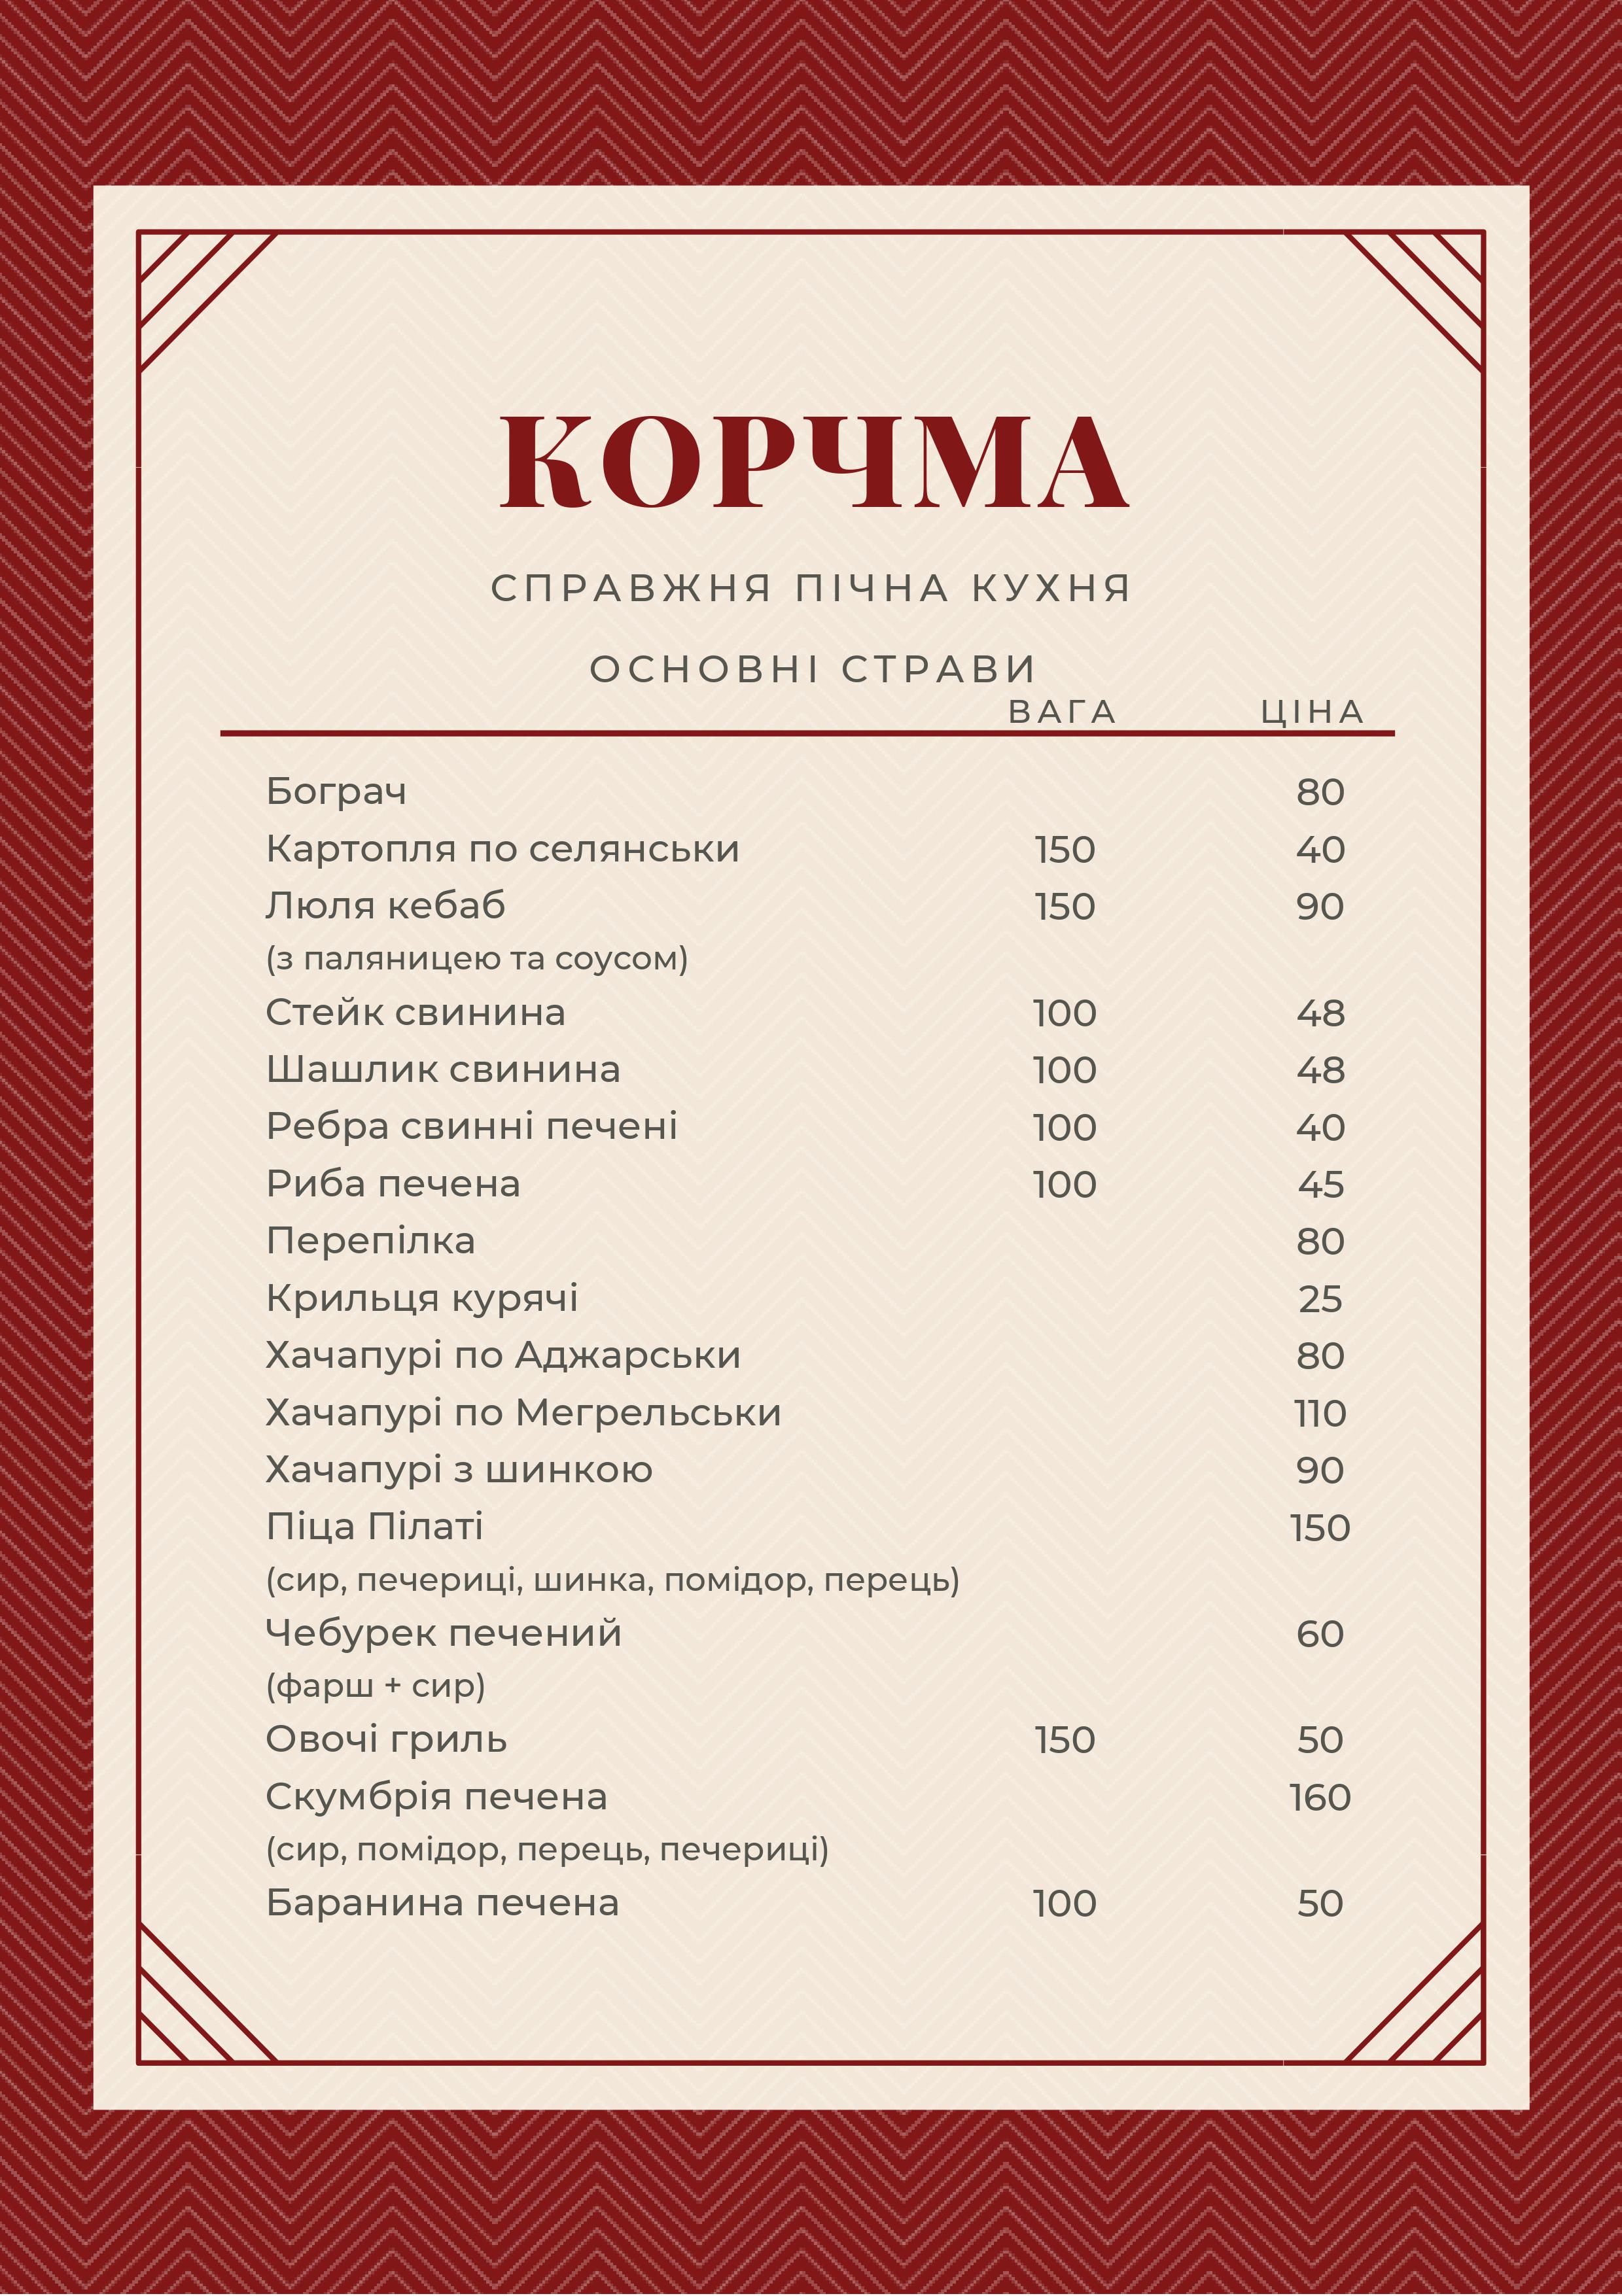 КОРЧМА
СПРАВЖНЯ ПІЧНА КУХНЯ
ОСНОВНІ СТРАВИ
ВАГА ЦІНА
Бограч 80
Картопля по селянськи 150 40
Люля кебаб 150 90
(з паляницею та соусом)
Стейк свинина 100 48
Шашлик свинина 100 48
Ребра свинні печені 100 40
Риба печена 100 45
Перепілка 80
Крильця курячі 25
Хачапурі по Аджарськи 80
Хачапурі по Мегрельськи 110
Хачапурі з шинкою 90
Піца Пілаті 150
(сир, печериці, шинка, помідор, перець)
Чебурек печений 60
(фарш + сир)
Овочі гриль 150 50
Скумбрія печена 160
(сир, помідор, перець, печериці)
Баранина печена 100 50